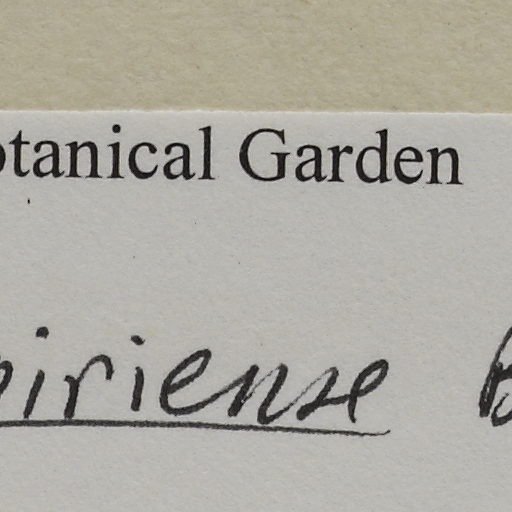 otanical Garden
iriense B